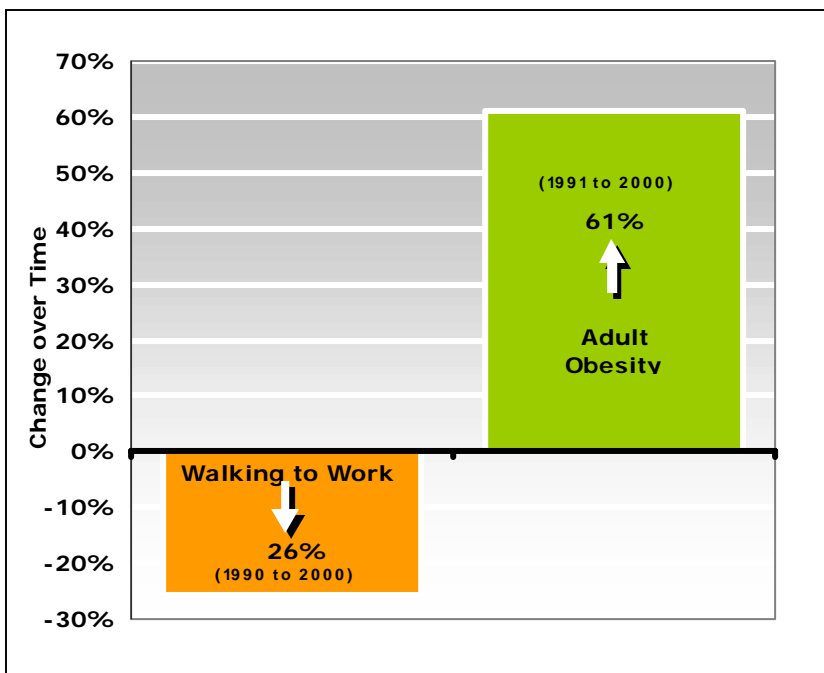 70%
60%
50%
40%
30%
20%
10%
0%
-10%
-20%
-30%
Change over Time
(1991 to 2000)
61%
Adult
Obesity
Walking to Work
26%
(1990 to 2000)